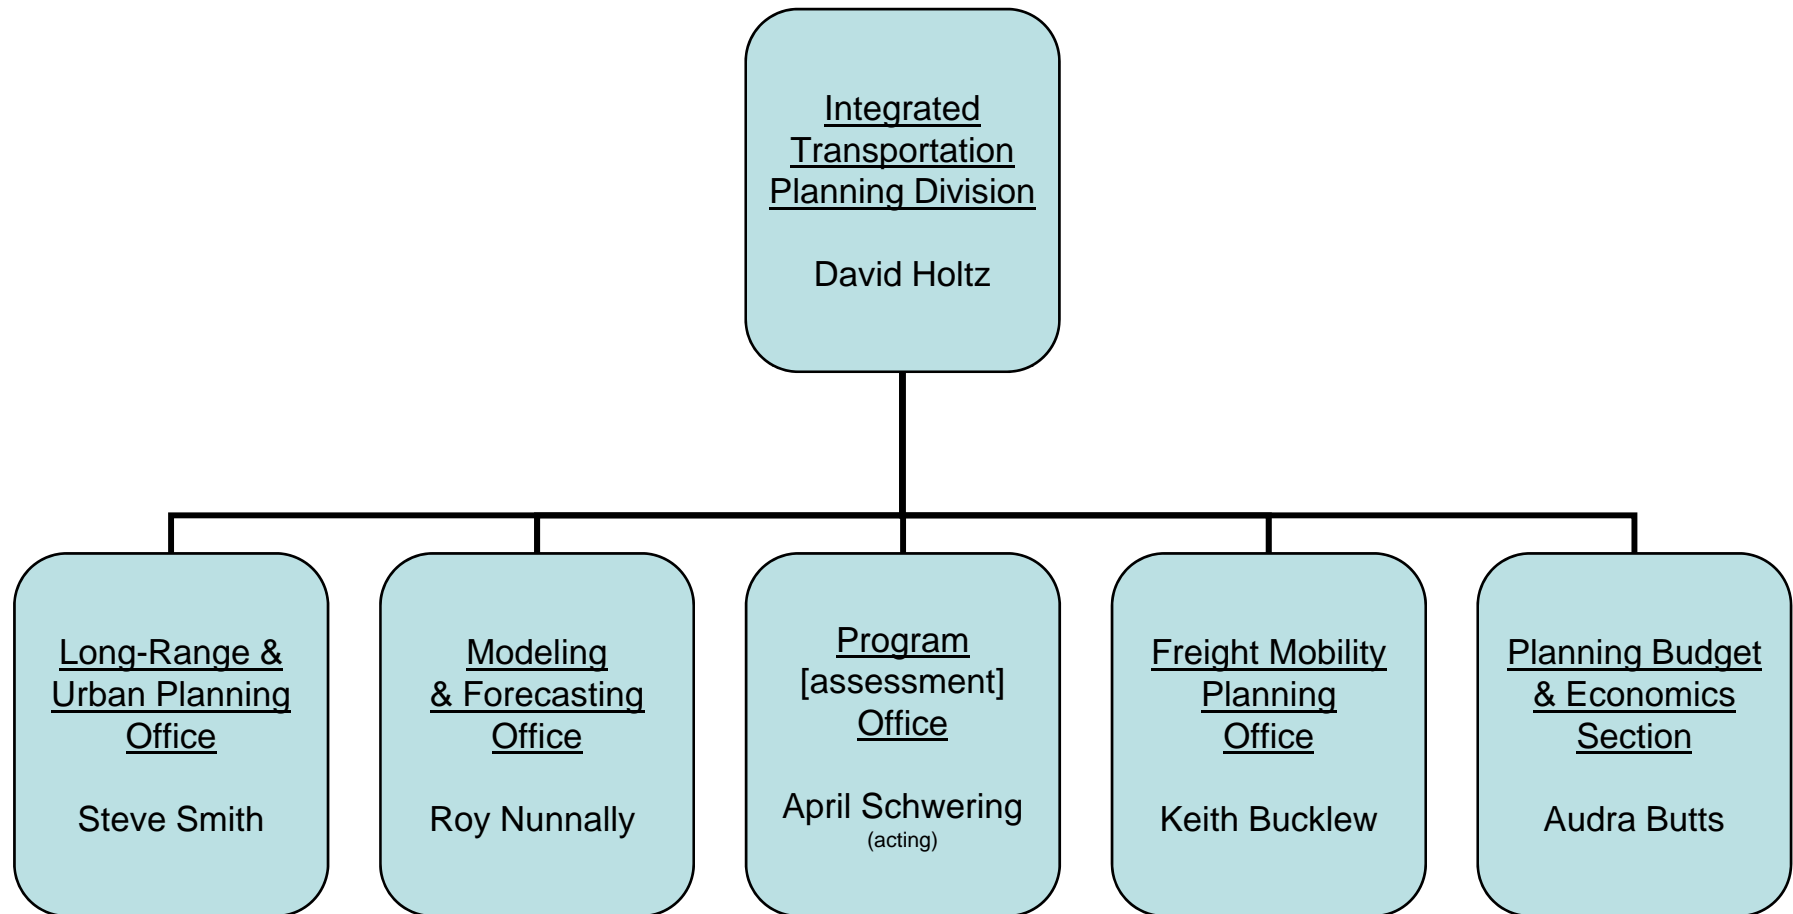 Integrated
Transportation
Planning Division
David Holtz
Long-Range &
Urban Planning
Office
Steve Smith
Modeling
& Forecasting
Office
Roy Nunnally
Program
[assessment]
Office
April Schwering
(acting)
Freight Mobility
Planning
Office
Keith Bucklew
Planning Budget
& Economics
Section
Audra Butts